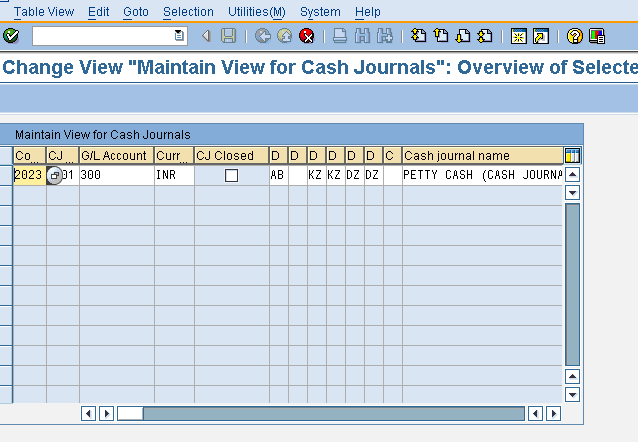 Table View Edit Goto Selection Utilities(M) System Help
Change View "Maintain View for Cash Journals": Overview of Selecte
Maintain View for Cash Journals
Co... CJ ... G/L Account Curr... CJ Closed D D D D D D C Cash journal name
2023 01 300 INR AB KZ KZ DZ DZ PETTY CASH (CASH JOURNA